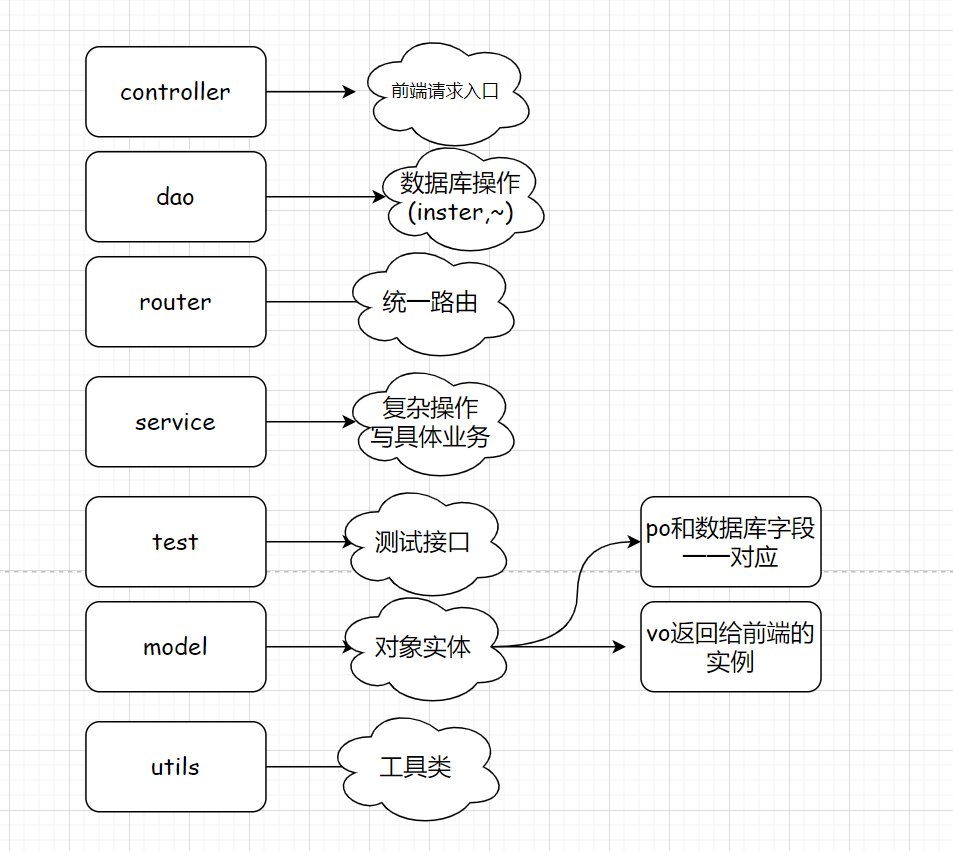 controller
前端请求入口
dao
数据库操作
(inster,~)
router
统一路由
service
复杂操作
写具体业务
test
测试接口
po和数据库字段
一一对应
model
对象实体
vo返回给前端的
实例
utils
工具类